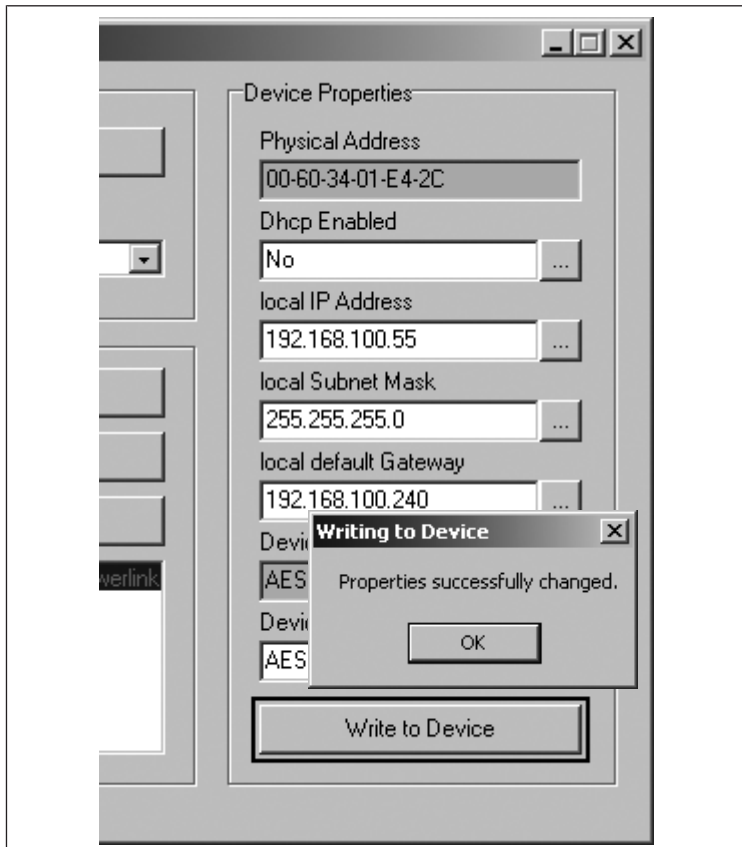 Device Properties
Physical Address
00-60-34-01-E4-2C
Dhcp Enabled
No
...
local IP Address
192.168.100.55
...
local Subnet Mask
255.255.255.0
...
local default Gateway
192.168.100.240
...
Writing to Device
Properties successfully changed.
OK
AES
AES
Write to Device